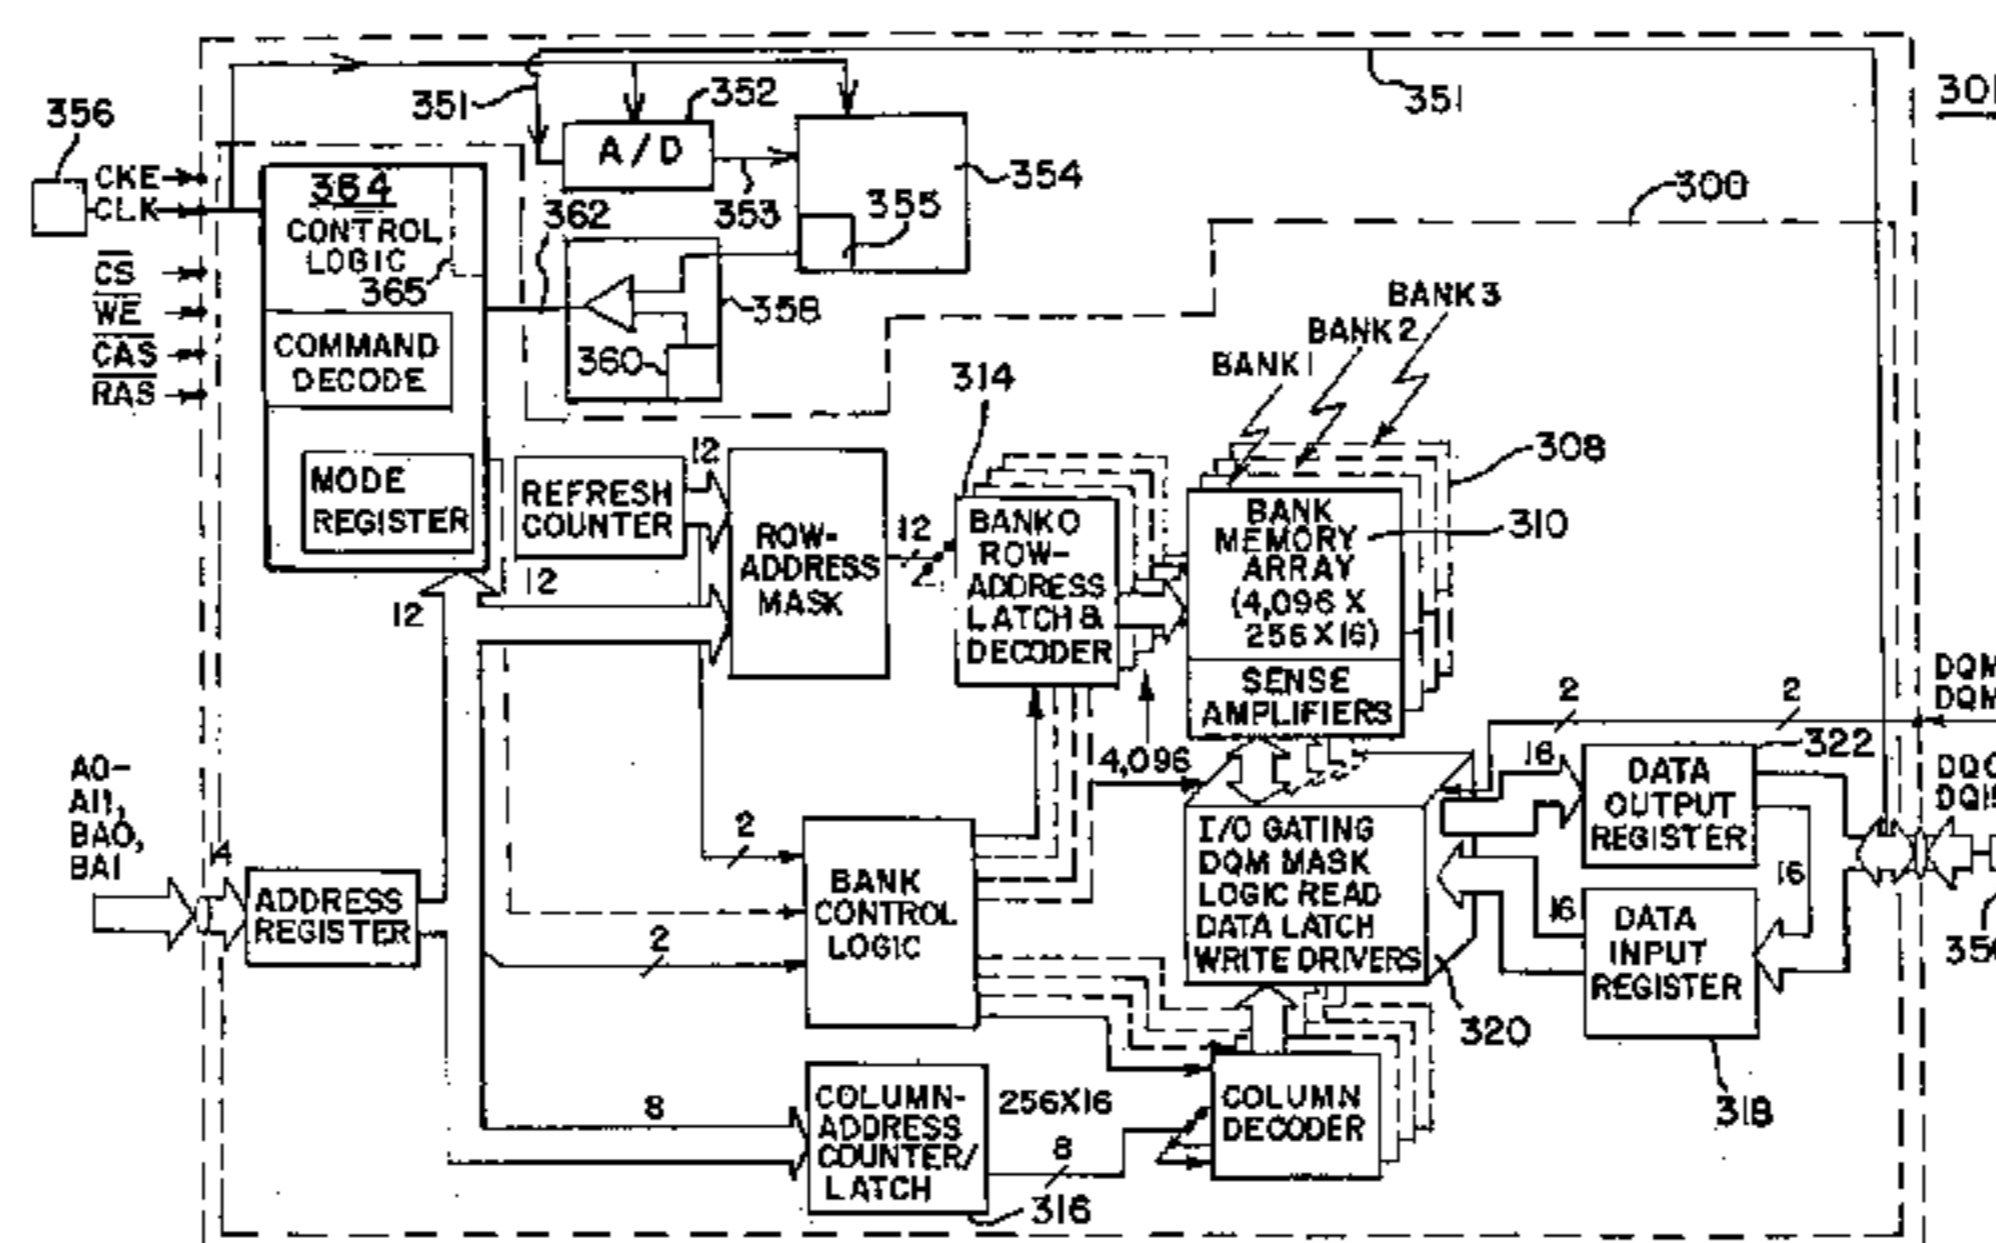 351
352
351
301
356
A/D
CKE
CLK
364
CONTROL
LOGIC
365
362
353
355
354
300
CS
WE
CAS
RAS
358
360
COMMAND
DECODE
BANK 3
BANK 2
BANK 1
314
308
MODE
REGISTER
REFRESH
COUNTER
12
ROW-
ADDRESS
MASK
12
BANK 0
ROW-
ADDRESS
LATCH &
DECODER
BANK
MEMORY
ARRAY
(4,096 X
256 X 16)
310
12
12
SENSE
AMPLIFIERS
2
2
DQM
DQM
4,096
16
322
DATA
OUTPUT
REGISTER
A0-
A11,
BA0,
BA1
14
ADDRESS
REGISTER
2
2
BANK
CONTROL
LOGIC
I/O GATING
DQM MASK
LOGIC READ
DATA LATCH
WRITE DRIVERS
16
16
DATA
INPUT
REGISTER
320
318
8
COLUMN-
ADDRESS
COUNTER/
LATCH
256X16
8
COLUMN
DECODER
316